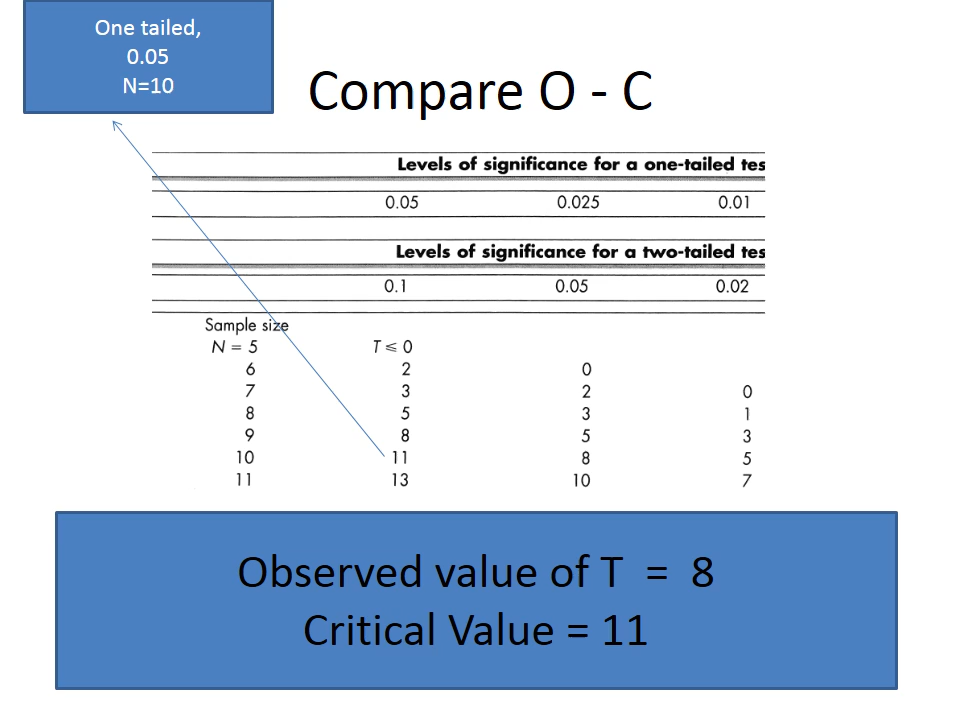 One tailed,
0.05
N=10
Compare O - C
Levels of significance for a one-tailed tes
0.05 0.025 0.01
Levels of significance for a two-tailed tes
0.1 0.05 0.02
Sample size
N = 5 T ≤ 0
6 2 0
7 3 2 0
8 5 3 1
9 8 5 3
10 11 8 5
11 13 10 7
Observed value of T = 8
Critical Value = 11